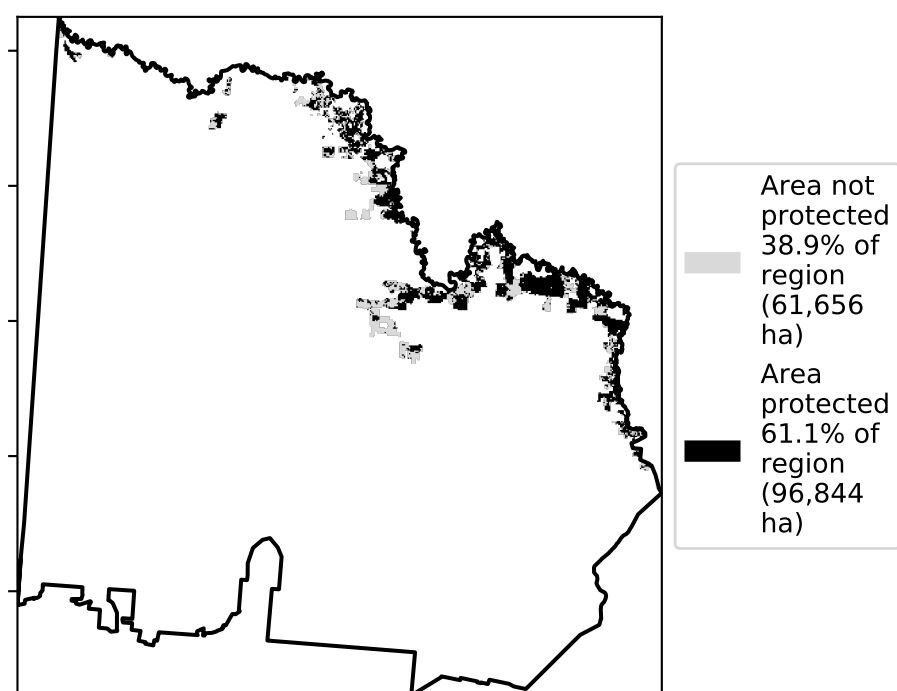 Area not
protected
38.9% of
region
(61,656
ha)
Area
protected
61.1% of
region
(96,844
ha)